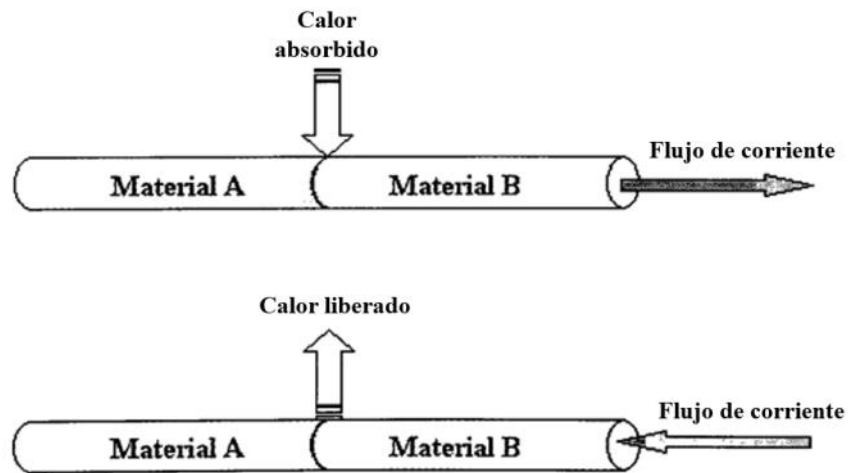 Calor
absorbido
Flujo de corriente
Material A
Material B
Calor liberado
Flujo de corriente
Material A
Material B